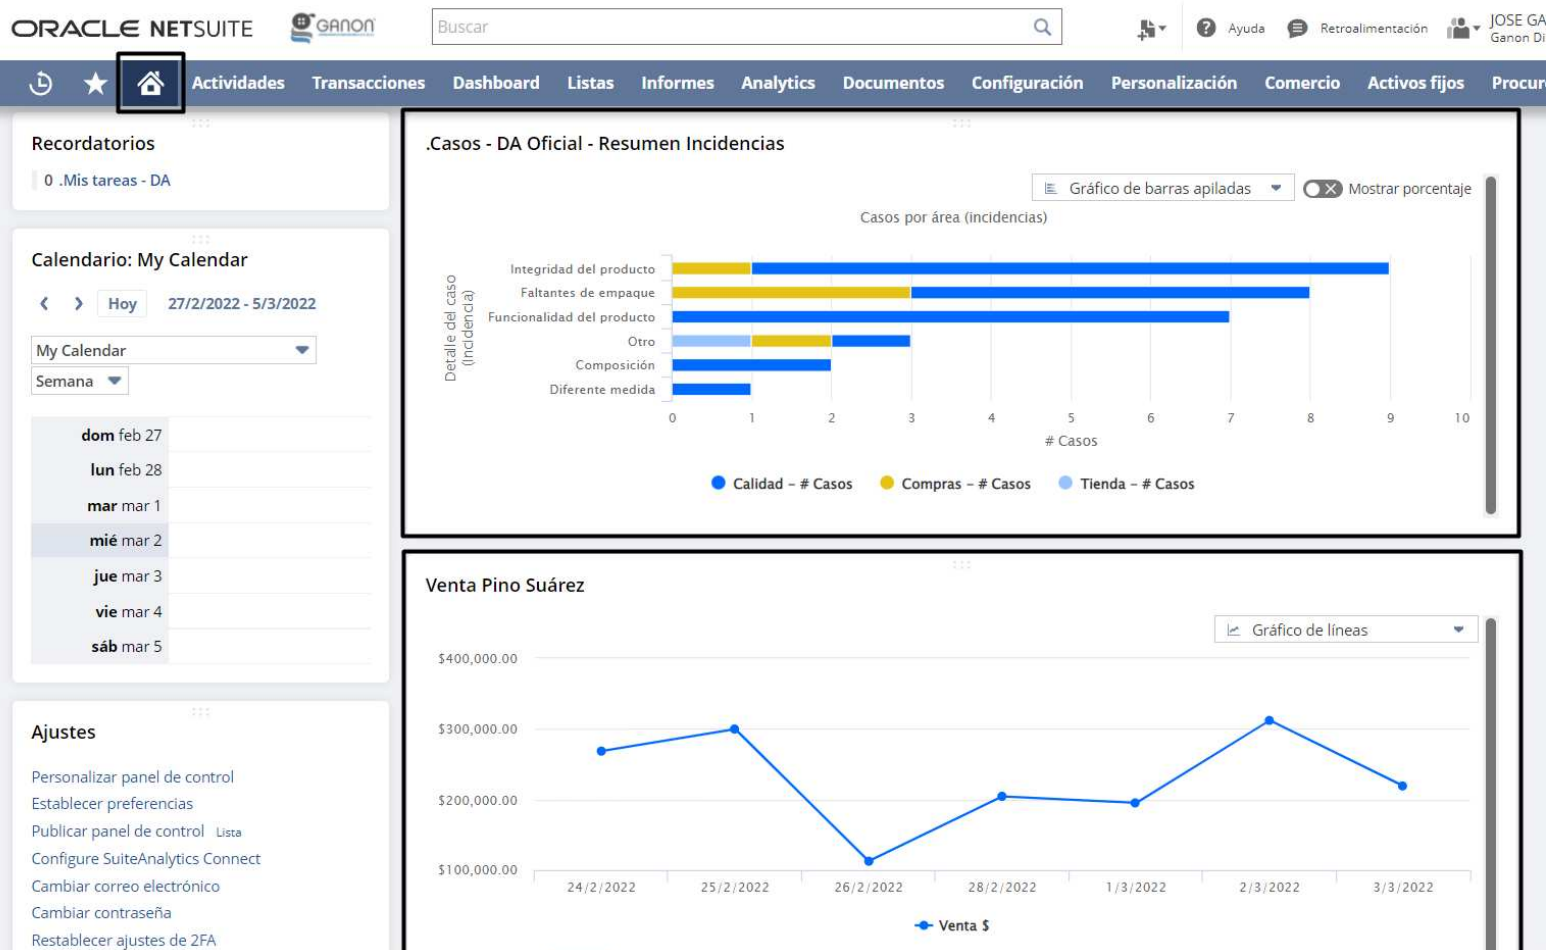 ORACLE NETSUITE
GANON
Buscar
Ayuda
Retroalimentación
JOSE GA
Ganon Di
Actividades
Transacciones
Dashboard
Listas
Informes
Analytics
Documentos
Configuración
Personalización
Comercio
Activos fijos
Procur
Recordatorios
0 .Mis tareas - DA
Calendario: My Calendar
Hoy
27/2/2022 - 5/3/2022
My Calendar
Semana
dom feb 27
lun feb 28
mar mar 1
mié mar 2
jue mar 3
vie mar 4
sáb mar 5
Ajustes
Personalizar panel de control
Establecer preferencias
Publicar panel de control Lista
Configure SuiteAnalytics Connect
Cambiar correo electrónico
Cambiar contraseña
Restablecer ajustes de 2FA
.Casos - DA Oficial - Resumen Incidencias
Gráfico de barras apiladas
Mostrar porcentaje
Casos por área (incidencias)
Detalle del caso
(Incidencia)
Integridad del producto
Faltantes de empaque
Funcionalidad del producto
Otro
Composición
Diferente medida
0 1 2 3 4 5 6 7 8 9 10
# Casos
Calidad – # Casos
Compras – # Casos
Tienda – # Casos
Venta Pino Suárez
Gráfico de líneas
$400,000.00
$300,000.00
$200,000.00
$100,000.00
24/2/2022 25/2/2022 26/2/2022 28/2/2022 1/3/2022 2/3/2022 3/3/2022
Venta $